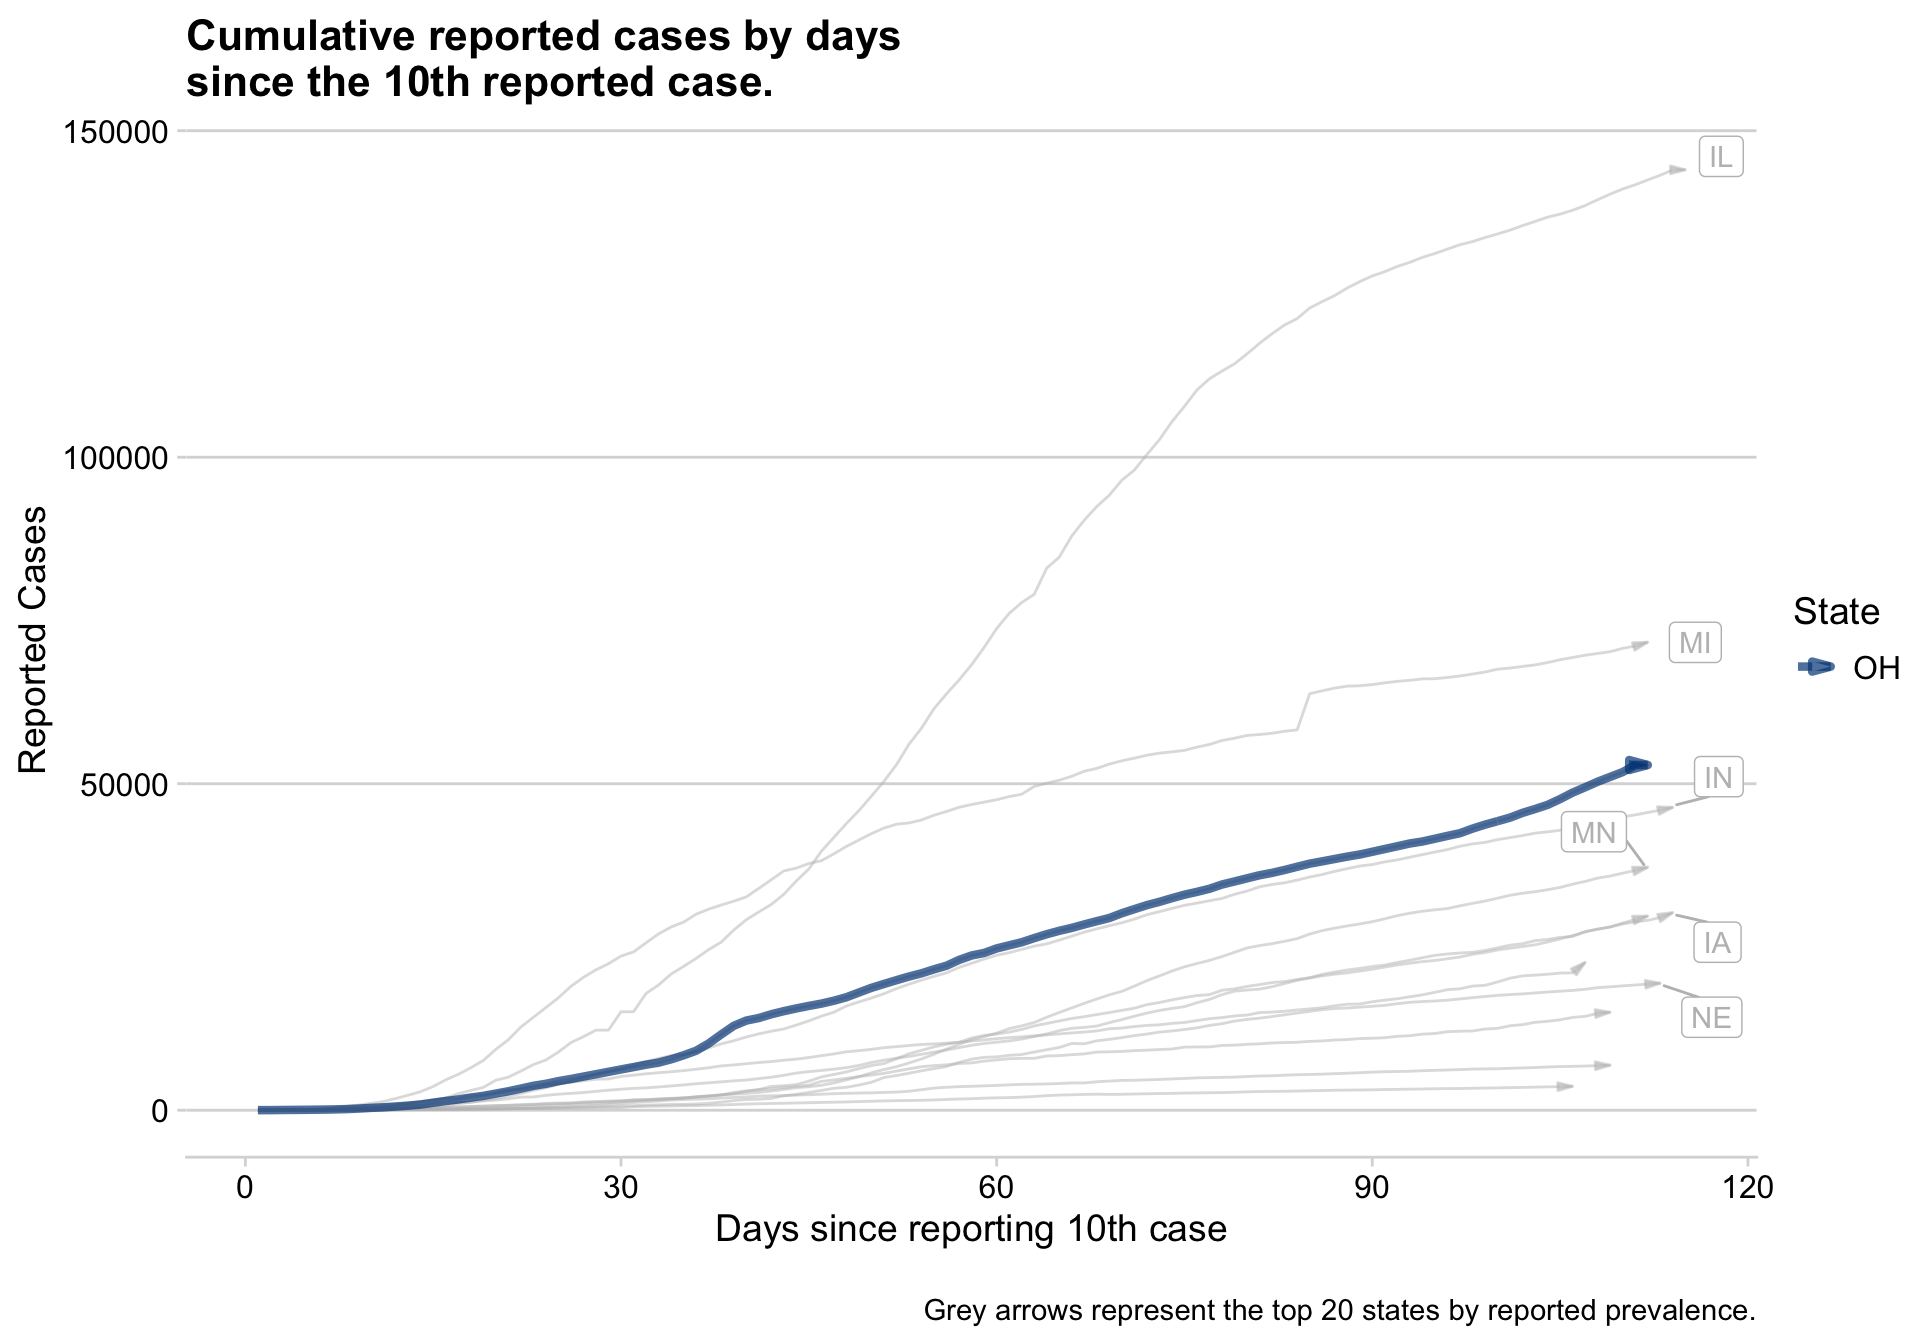 Cumulative reported cases by days
since the 10th reported case.
150000
100000
50000
0
Reported Cases
IL
MI
IN
MN
IA
NE
State
OH
0
30
60
90
120
Days since reporting 10th case
Grey arrows represent the top 20 states by reported prevalence.